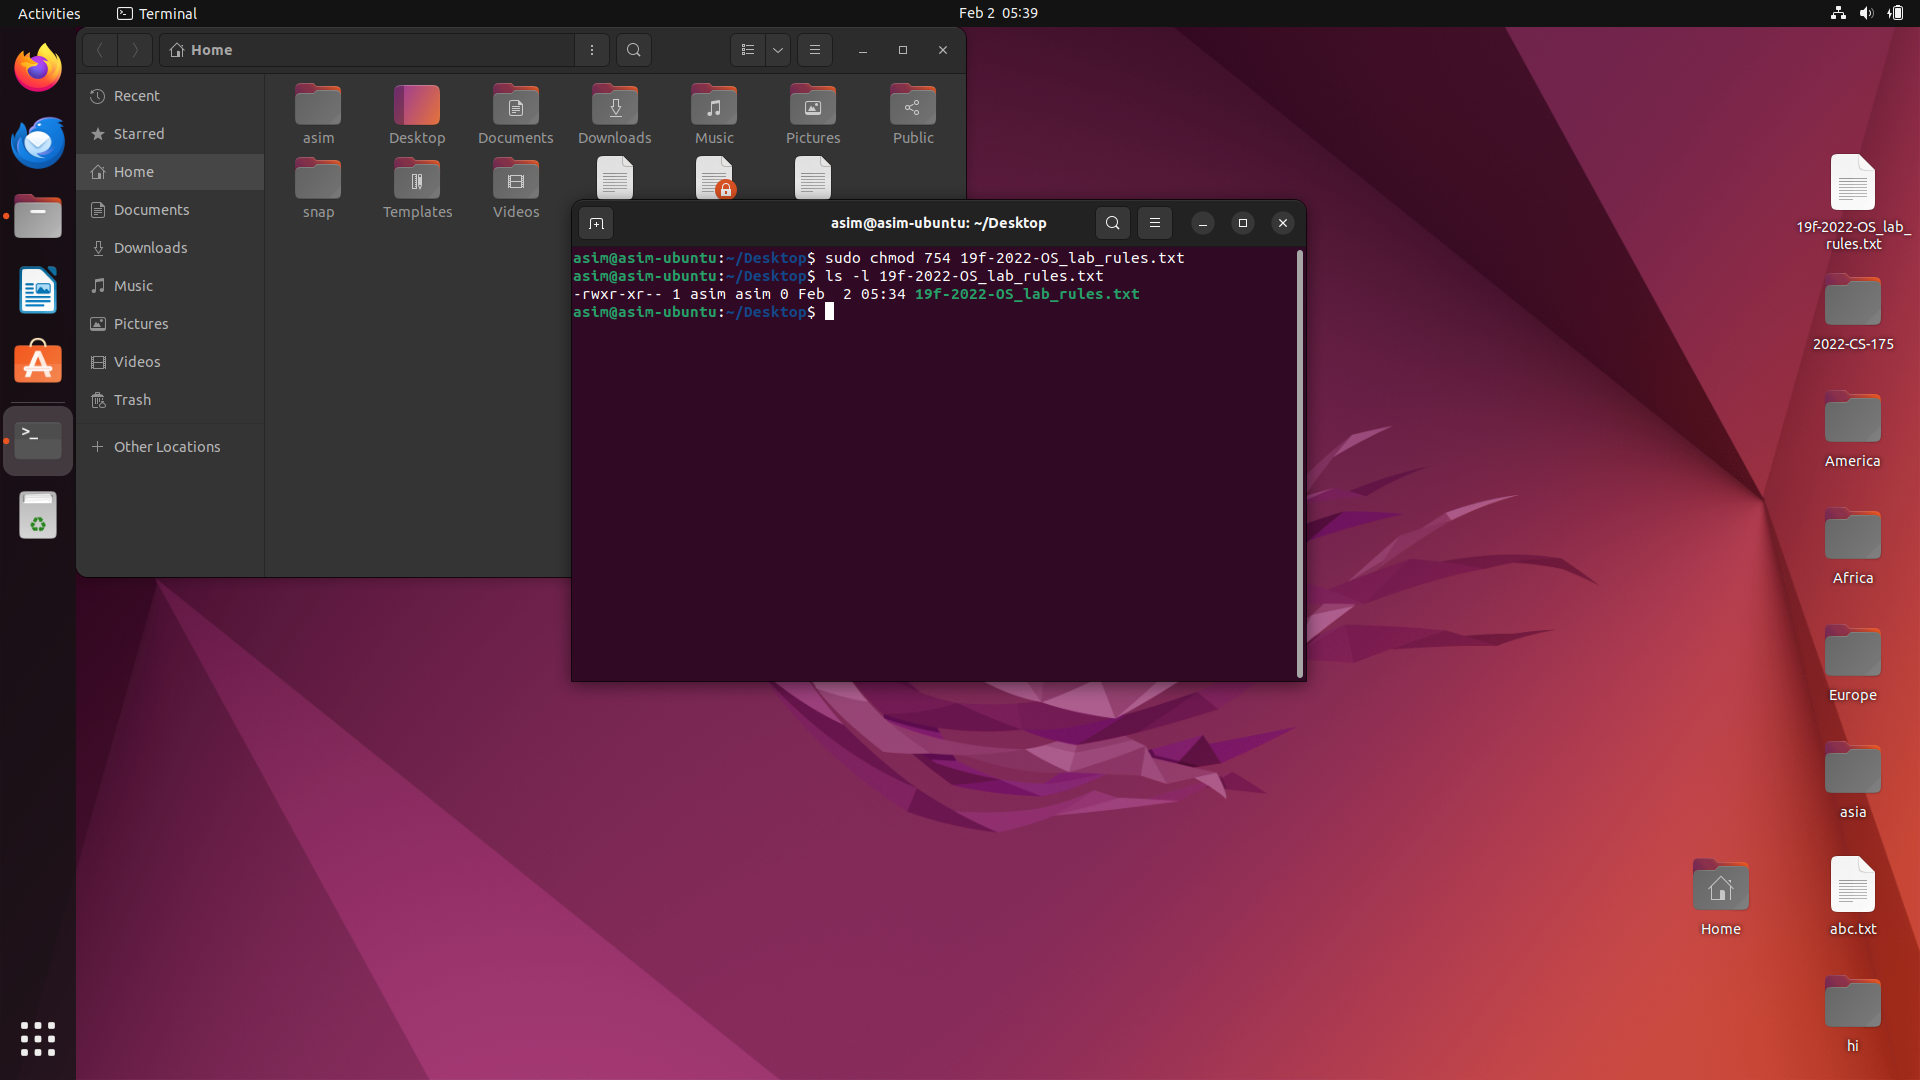 Activities
Terminal
Feb 2 05:39
Home
Recent
Starred
Home
Documents
Downloads
Music
Pictures
Videos
Trash
Other Locations
asim
Desktop
Documents
Downloads
Music
Pictures
Public
snap
Templates
Videos
asim@asim-ubuntu: ~/Desktop
asim@asim-ubuntu:~/Desktop$ sudo chmod 754 19f-2022-OS_lab_rules.txt
asim@asim-ubuntu:~/Desktop$ ls -l 19f-2022-OS_lab_rules.txt
-rwxr-xr-- 1 asim asim 0 Feb  2 05:34 19f-2022-OS_lab_rules.txt
asim@asim-ubuntu:~/Desktop$
19f-2022-OS_lab_
rules.txt
2022-CS-175
America
Africa
Europe
asia
Home
abc.txt
hi